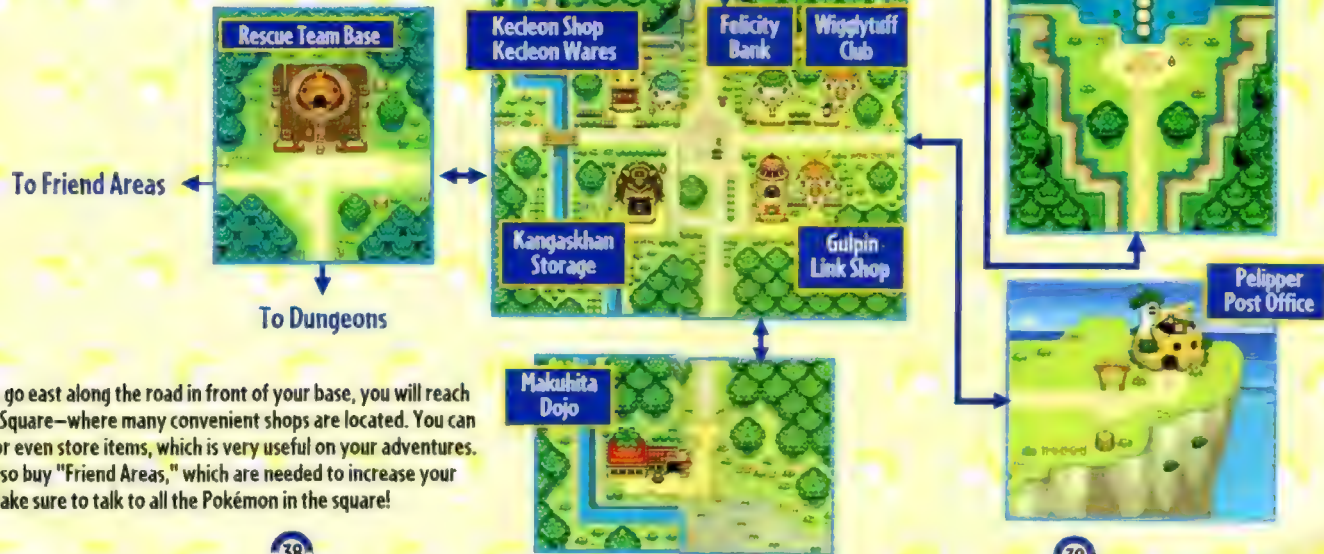 Rescue Team Base
Kecleon Shop
Kecleon Wares
Felicity
Bank
Wigglytuff
Club
To Friend Areas
Kangaskhan
Storage
Gulpin
Link Shop
To Dungeons
Pelipper
Post Office
Makuhita
Dojo
go east along the road in front of your base, you will reach
Square—where many convenient shops are located. You can
or even store items, which is very useful on your adventures.
so buy "Friend Areas," which are needed to increase your
ake sure to talk to all the Pokémon in the square!
38
39